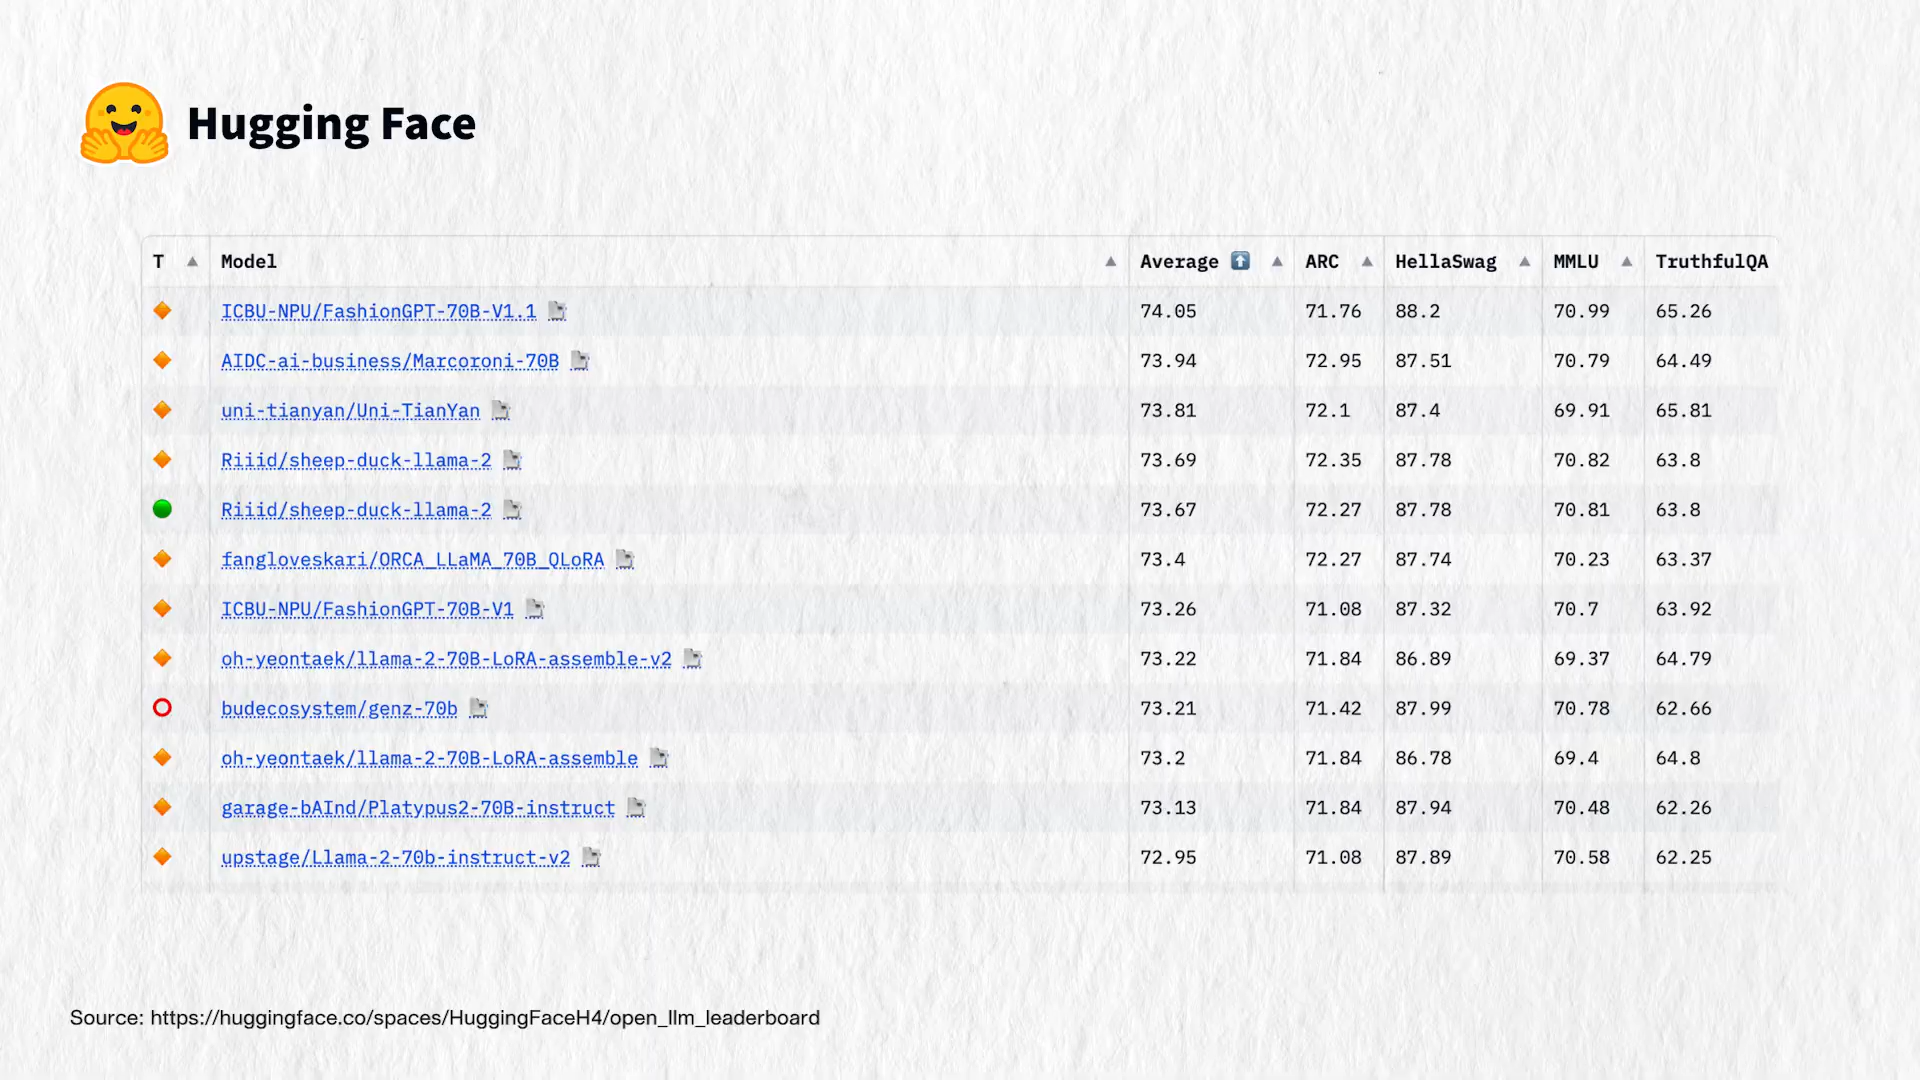 Hugging Face
T Model Average ARC HellaSwag MMLU TruthfulQA
ICBU-NPU/FashionGPT-70B-V1.1 74.05 71.76 88.2 70.99 65.26
AIDC-ai-business/Marcoroni-70B 73.94 72.95 87.51 70.79 64.49
uni-tianyan/Uni-TianYan 73.81 72.1 87.4 69.91 65.81
Riiid/sheep-duck-llama-2 73.69 72.35 87.78 70.82 63.8
Riiid/sheep-duck-llama-2 73.67 72.27 87.78 70.81 63.8
fangloveskari/ORCA_LLaMA_70B_QLoRA 73.4 72.27 87.74 70.23 63.37
ICBU-NPU/FashionGPT-70B-V1 73.26 71.08 87.32 70.7 63.92
oh-yeontaek/llama-2-70B-LoRA-assemble-v2 73.22 71.84 86.89 69.37 64.79
budecosystem/genz-70b 73.21 71.42 87.99 70.78 62.66
oh-yeontaek/llama-2-70B-LoRA-assemble 73.2 71.84 86.78 69.4 64.8
garage-bAInd/Platypus2-70B-instruct 73.13 71.84 87.94 70.48 62.26
upstage/Llama-2-70b-instruct-v2 72.95 71.08 87.89 70.58 62.25
Source: https://huggingface.co/spaces/HuggingFaceH4/open_llm_leaderboard